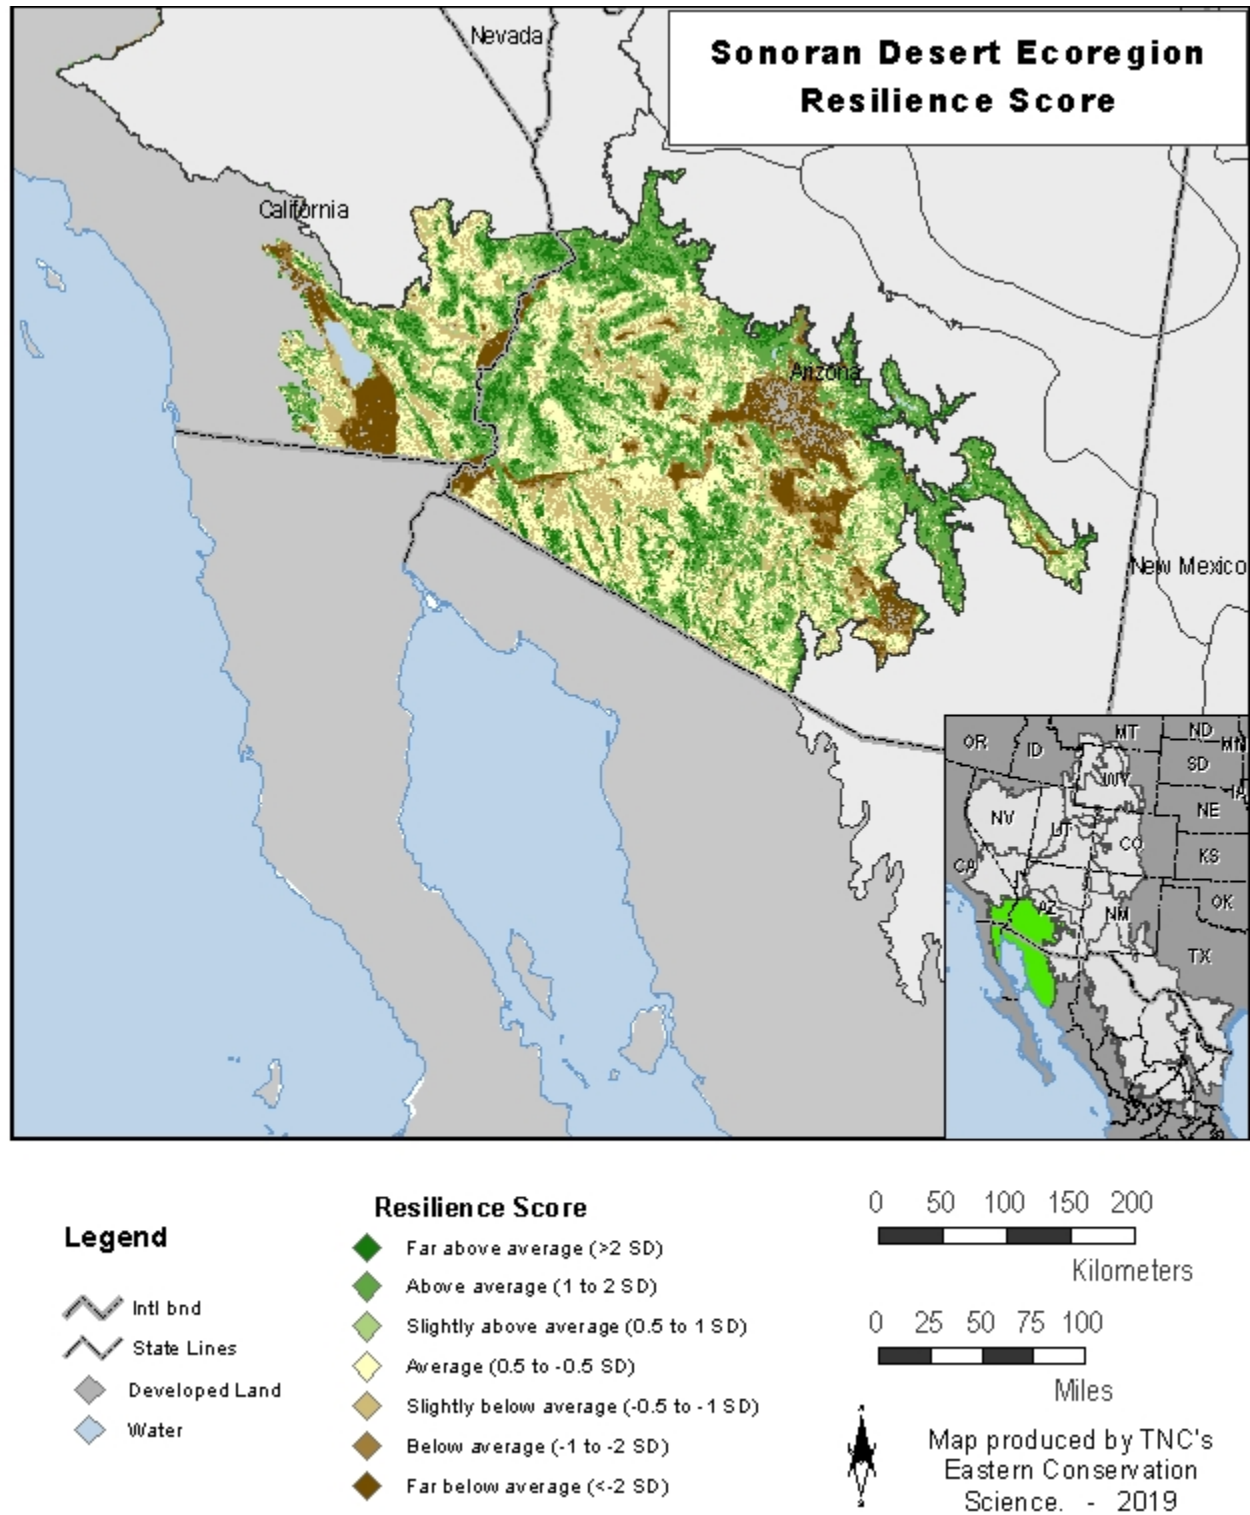 Sonoran Desert Ecoregion
Resilience Score
Nevada
California
Arizona
New Mexico
OR
ID
MT
ND
MN
SD
WY
IA
NE
NV
UT
CO
KS
CA
OK
AZ
NM
TX
Legend
Intl bnd
State Lines
Developed Land
Water
Resilience Score
Far above average (>2 SD)
Above average (1 to 2 SD)
Slightly above average (0.5 to 1 SD)
Average (0.5 to -0.5 SD)
Slightly below average (-0.5 to -1 SD)
Below average (-1 to -2 SD)
Far below average (<-2 SD)
0 50 100 150 200
Kilometers
0 25 50 75 100
Miles
Map produced by TNC's
Eastern Conservation
Science. - 2019